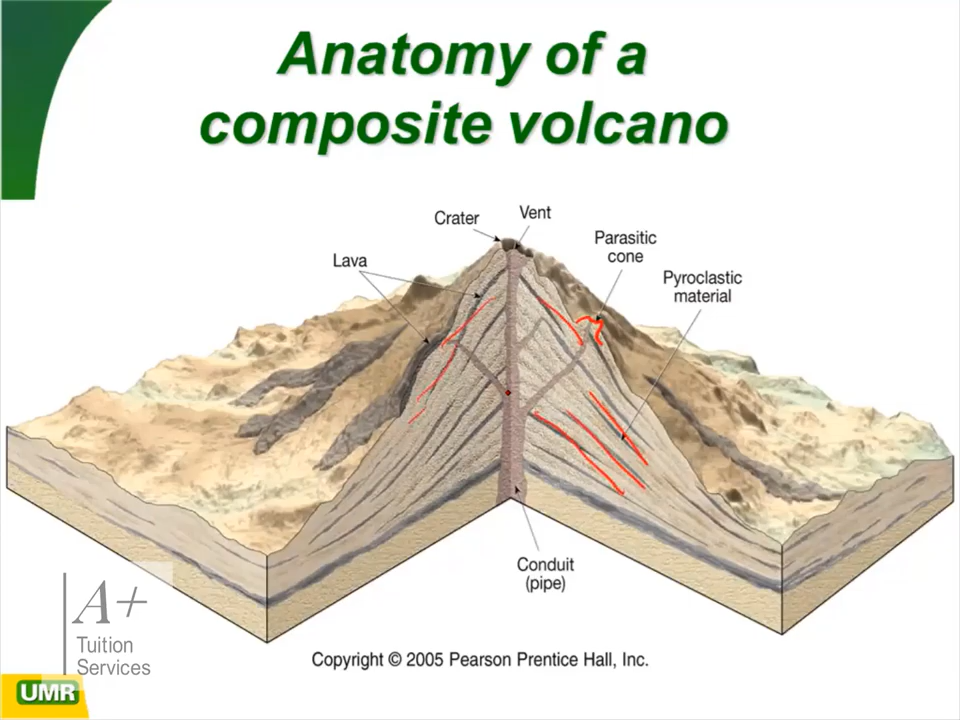 Anatomy of a
composite volcano
Crater
Vent
Parasitic
cone
Lava
Pyroclastic
material
Conduit
(pipe)
A+
Tuition
Services
Copyright © 2005 Pearson Prentice Hall, Inc.
UMR